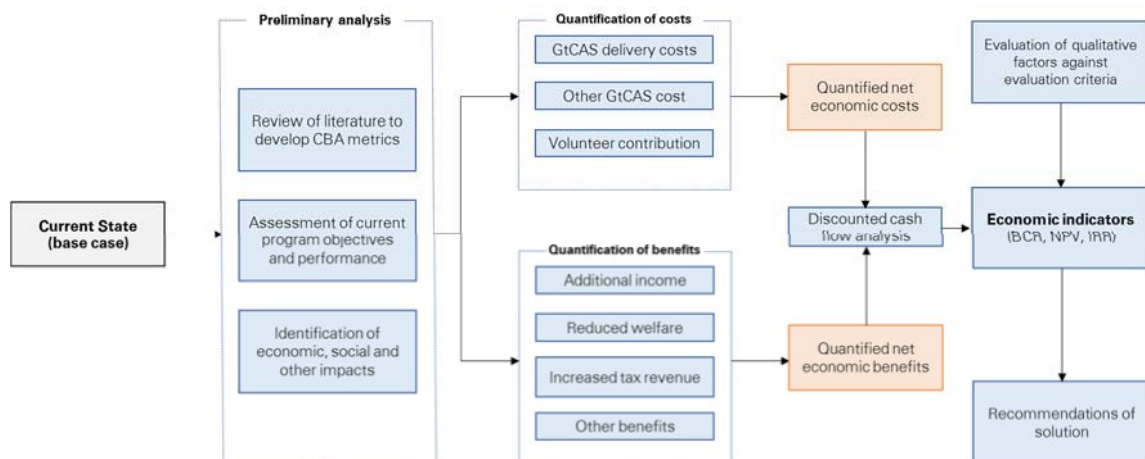 Current State
(base case)
Preliminary analysis
Review of literature to
develop CBA metrics
Assessment of current
program objectives
and performance
Identification of
economic, social and
other impacts
Quantification of costs
GtCAS delivery costs
Other GtCAS cost
Volunteer contribution
Quantification of benefits
Additional income
Reduced welfare
Increased tax revenue
Other benefits
Quantified net
economic costs
Discounted cash
flow analysis
Quantified net
economic benefits
Evaluation of qualitative
factors against
evaluation criteria
Economic indicators
(BCR, NPV, IRR)
Recommendations of
solution